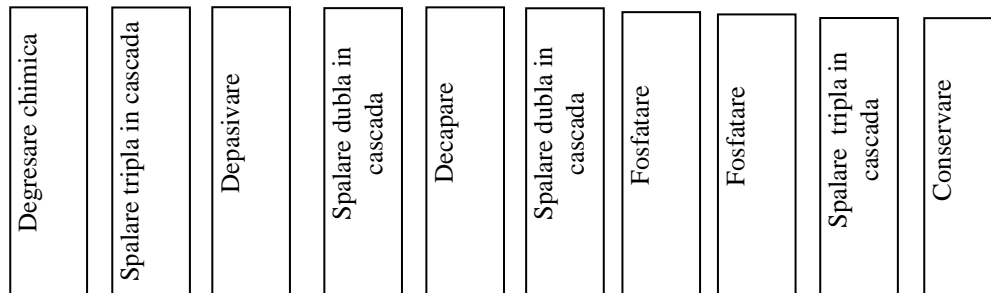 Degresare chimica
Spalare tripla in cascada
Depasivare
Spalare dubla in
cascada
Decapare
Spalare dubla in
cascada
Fosfatare
Fosfatare
Spalare tripla in
cascada
Conservare